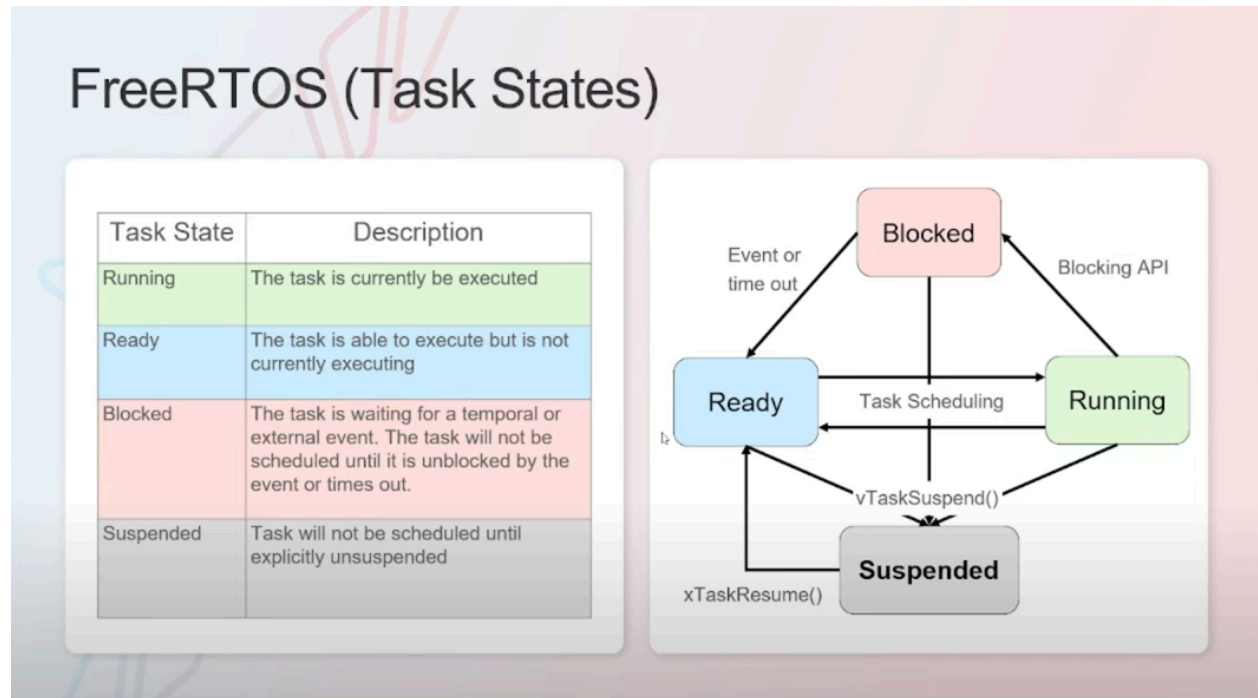 FreeRTOS (Task States)
Task State Description
Running The task is currently be executed
Ready The task is able to execute but is not
currently executing
Blocked The task is waiting for a temporal or
external event. The task will not be
scheduled until it is unblocked by the
event or times out.
Suspended Task will not be scheduled until
explicitly unsuspended
Blocked
Event or
time out
Blocking API
Ready
Task Scheduling
Running
vTaskSuspend()
Suspended
xTaskResume()